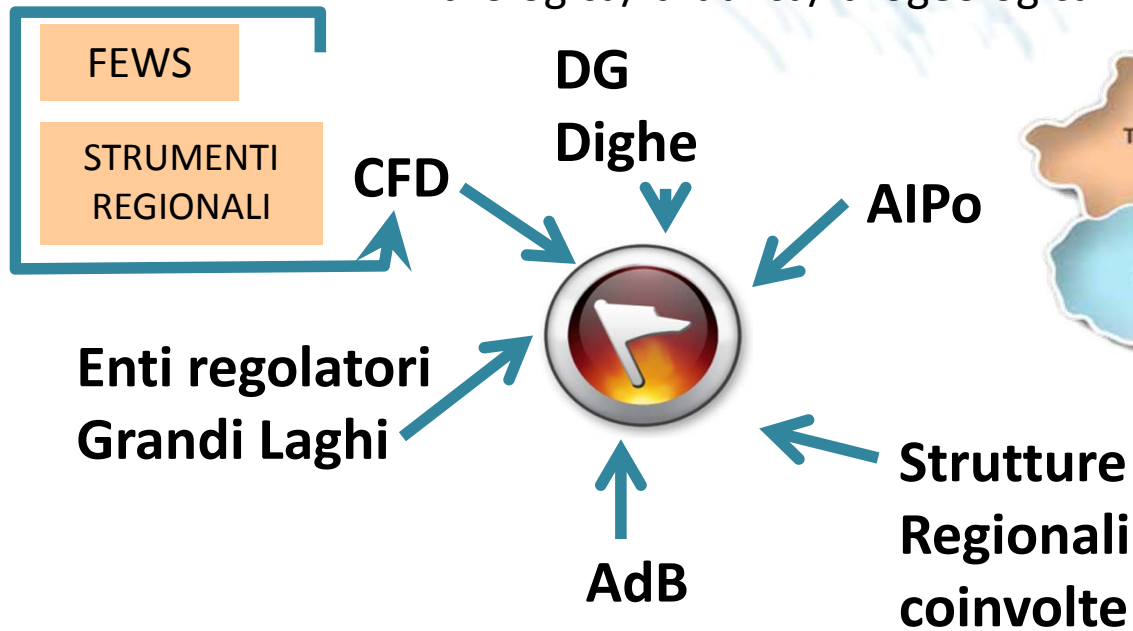 FEWS
STRUMENTI
REGIONALI
CFD
DG
Dighe
AIPo
Enti regolatori
Grandi Laghi
AdB
Strutture
Regionali
coinvolte